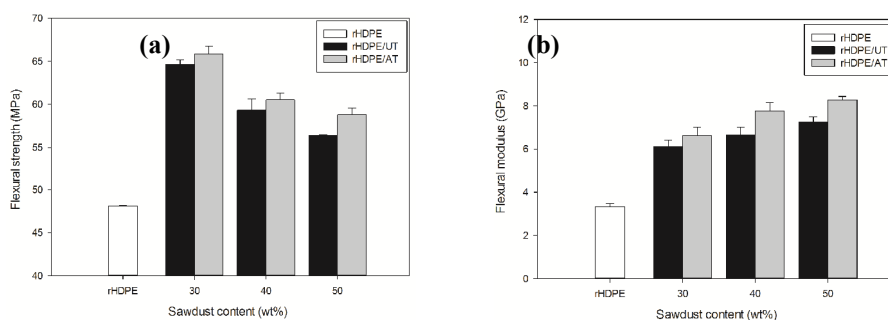 (a)
rHDPE
rHDPE/UT
rHDPE/AT
Flexural strength (MPa)
70
65
60
55
50
45
40
rHDPE 30 40 50
Sawdust content (wt%)
(b)
rHDPE
rHDPE/UT
rHDPE/AT
Flexural modulus (GPa)
12
10
8
6
4
2
0
rHDPE 30 40 50
Sawdust content (wt%)